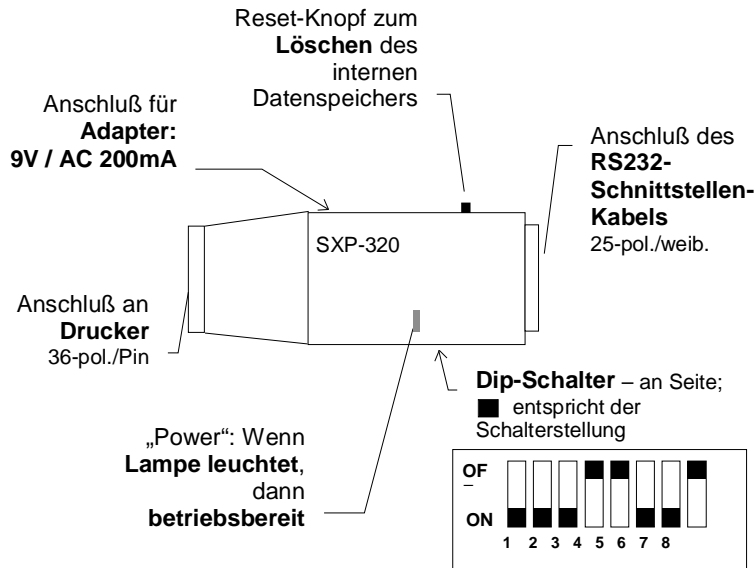 Reset-Knopf zum
Löschen des
internen
Datenspeichers
Anschluß für
Adapter:
9V / AC 200mA
Anschluß des
RS232-
Schnittstellen-
Kabels
25-pol./weib.
SXP-320
Anschluß an
Drucker
36-pol./Pin
Dip-Schalter – an Seite;
entspricht der
Schalterstellung
„Power“: Wenn
Lampe leuchtet,
dann
betriebsbereit
OF
ON
1 2 3 4 5 6 7 8